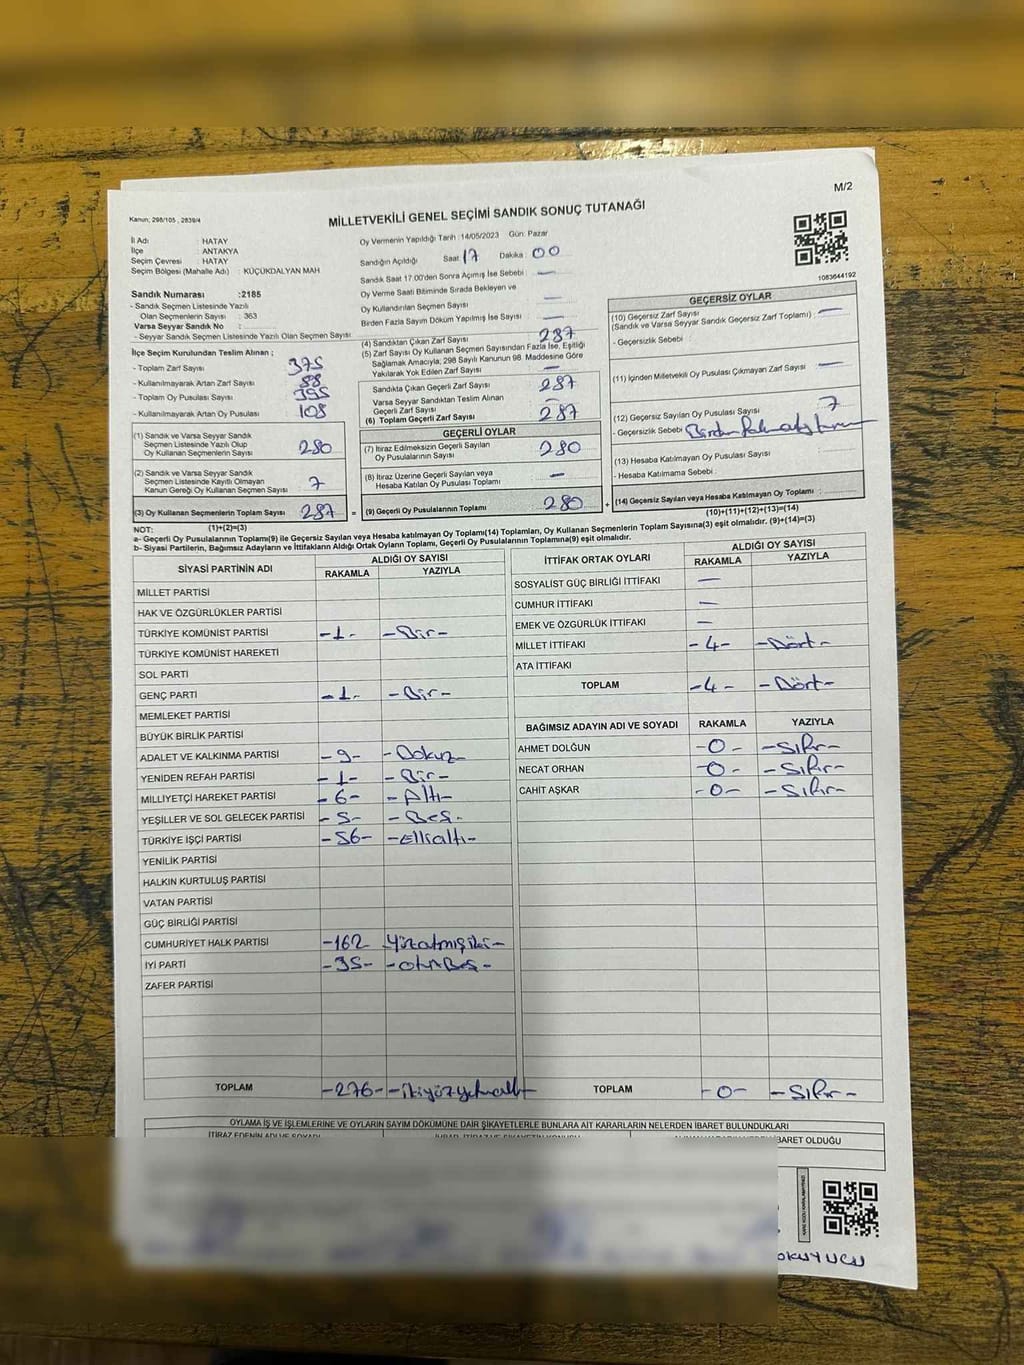 M/2
Kanun; 298/105 , 2839/4
MİLLETVEKİLİ GENEL SEÇİMİ SANDIK SONUÇ TUTANAĞI
İl Adı : HATAY
İlçe : ANTAKYA
Seçim Çevresi : HATAY
Seçim Bölgesi (Mahalle Adı) : KÜÇÜKDALYAN MAH
Oy Vermenin Yapıldığı Tarih :14/05/2023 Gün: Pazar
Sandığın Açıldığı Saat 17 Dakika : 00
Sandık Saat 17.00'den Sonra Açımış İse Sebebi : —
Oy Verme Saati Bitiminde Sırada Bekleyen ve
Oy Kullandırılan Seçmen Sayısı : —
Birden Fazla Sayım Döküm Yapılmış İse Sayısı : —
1083644192
Sandık Numarası :2185
- Sandık Seçmen Listesinde Yazılı
Olan Seçmenlerin Sayısı : 363
Varsa Seyyar Sandık No :
- Seyyar Sandık Listesinde Yazılı Olan Seçmen Sayısı :
İlçe Seçim Kurulundan Teslim Alınan ;
- Toplam Zarf Sayısı : 375
- Kullanılmayarak Artan Zarf Sayısı : 88
- Toplam Oy Pusulası Sayısı : 395
- Kullanılmayarak Artan Oy Pusulası : 108
(1) Sandık ve Varsa Seyyar Sandık
Seçmen Listesinde Yazılı Olup
Oy Kullanan Seçmenlerin Sayısı : 280
(2) Sandık ve Varsa Seyyar Sandık
Seçmen Listesinde Kayıtlı Olmayan
Kanun Gereği Oy Kullanan Seçmen Sayısı : 7
(3) Oy Kullanan Seçmenlerin Toplam Sayısı : 287 =
(4) Sandıktan Çıkan Zarf Sayısı : 287
(5) Zarf Sayısı Oy Kullanan Seçmen Sayısından Fazla İse, Eşitliği
Sağlamak Amacıyla, 298 Sayılı Kanunun 98. Maddesine Göre
Yakılarak Yok Edilen Zarf Sayısı : —
Sandıkta Çıkan Geçerli Zarf Sayısı : 287
Varsa Seyyar Sandıktan Teslim Alınan
Geçerli Zarf Sayısı : —
(6) Toplam Geçerli Zarf Sayısı : 287
GEÇERLİ OYLAR
(7) İtiraz Edilmeksizin Geçerli Sayılan
Oy Pusulalarının Sayısı : 280
(8) İtiraz Üzerine Geçerli Sayılan veya
Hesaba Katılan Oy Pusulası Toplamı : —
(9) Geçerli Oy Pusulalarının Toplamı : 280 +
GEÇERSİZ OYLAR
(10) Geçersiz Zarf Sayısı
(Sandık ve Varsa Seyyar Sandık Geçersiz Zarf Toplamı) : —
- Geçersizlik Sebebi :
(11) İçinden Milletvekili Oy Pusulası Çıkmayan Zarf Sayısı : —
(12) Geçersiz Sayılan Oy Pusulası Sayısı : 7
- Geçersizlik Sebebi :
(13) Hesaba Katılmayan Oy Pusulası Sayısı :
- Hesaba Katılmama Sebebi :
(14) Geçersiz Sayılan veya Hesaba Katılmayan Oy Toplamı :
(10)+(11)+(12)+(13)=(14)
NOT: (1)+(2)=(3)
a- Geçerli Oy Pusulalarının Toplamı(9) ile Geçersiz Sayılan veya Hesaba katılmayan Oy Toplamı(14) Toplamları, Oy Kullanan Seçmenlerin Toplam Sayısına(3) eşit olmalıdır. (9)+(14)=(3)
b- Siyasi Partilerin, Bağımsız Adayların ve İttifakların Aldığı Ortak Oyların Toplamı, Geçerli Oy Pusulalarının Toplamına(9) eşit olmalıdır.
SİYASİ PARTİNİN ADI ALDIĞI OY SAYISI
RAKAMLA YAZIYLA
MİLLET PARTİSİ
HAK VE ÖZGÜRLÜKLER PARTİSİ
TÜRKİYE KOMÜNİST PARTİSİ -1- -Bir-
TÜRKİYE KOMÜNİST HAREKETİ
SOL PARTİ
GENÇ PARTİ -1- -Bir-
MEMLEKET PARTİSİ
BÜYÜK BİRLİK PARTİSİ
ADALET VE KALKINMA PARTİSİ -9- -Dokuz-
YENİDEN REFAH PARTİSİ -1- -Bir-
MİLLİYETÇİ HAREKET PARTİSİ -6- -Altı-
YEŞİLLER VE SOL GELECEK PARTİSİ -5- -Beş-
TÜRKİYE İŞÇİ PARTİSİ -56- -Ellialtı-
YENİLİK PARTİSİ
HALKIN KURTULUŞ PARTİSİ
VATAN PARTİSİ
GÜÇ BİRLİĞİ PARTİSİ
CUMHURİYET HALK PARTİSİ -162 -Yüzatmışiki-
İYİ PARTİ -35- -otuzBeş-
ZAFER PARTİSİ
TOPLAM -276- -ikiyüzyetmişaltı-
İTTİFAK ORTAK OYLARI ALDIĞI OY SAYISI
RAKAMLA YAZIYLA
SOSYALİST GÜÇ BİRLİĞİ İTTİFAKI —
CUMHUR İTTİFAKI —
EMEK VE ÖZGÜRLÜK İTTİFAKI —
MİLLET İTTİFAKI -4- -Dört-
ATA İTTİFAKI
TOPLAM -4- -Dört-
BAĞIMSIZ ADAYIN ADI VE SOYADI RAKAMLA YAZIYLA
AHMET DOLĞUN -0- -Sıfır-
NECAT ORHAN -0- -Sıfır-
CAHİT AŞKAR -0- -Sıfır-
TOPLAM -0- -Sıfır-
OYLAMA İŞ VE İŞLEMLERİNE VE OYLARIN SAYIM DÖKÜMÜNE DAİR ŞİKAYETLERLE BUNLARA AİT KARARLARIN NELERDEN İBARET BULUNDUKLARI
İTİRAZ EDENİN ADI VE SOYADI
BARET OLDUĞU
OKUYUCU